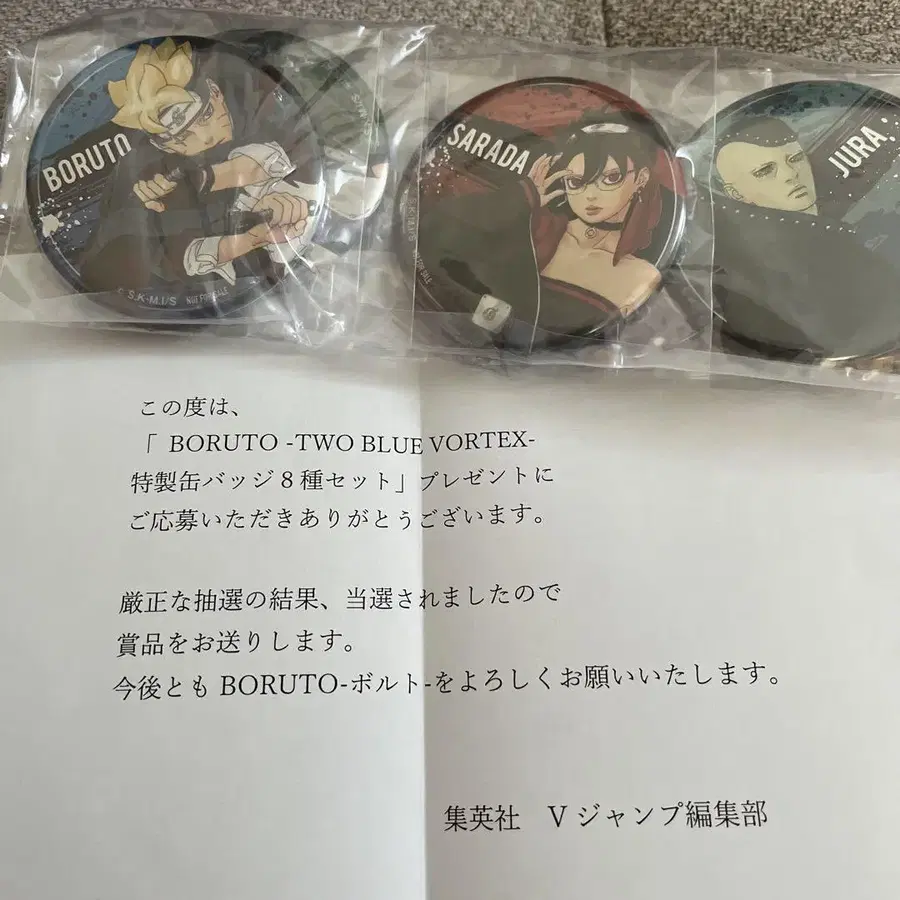 BORUTO
© S.K-M.I/S NOT FOR SALE
SARADA
S.K-M.I/S
FOR SALE
JURA
この度は、
「 BORUTO -TWO BLUE VORTEX-
特製缶バッジ８種セット」プレゼントに
ご応募いただきありがとうございます。
厳正な抽選の結果、当選されましたので
賞品をお送りします。
今後とも BORUTO-ボルト-をよろしくお願いいたします。
集英社　Vジャンプ編集部